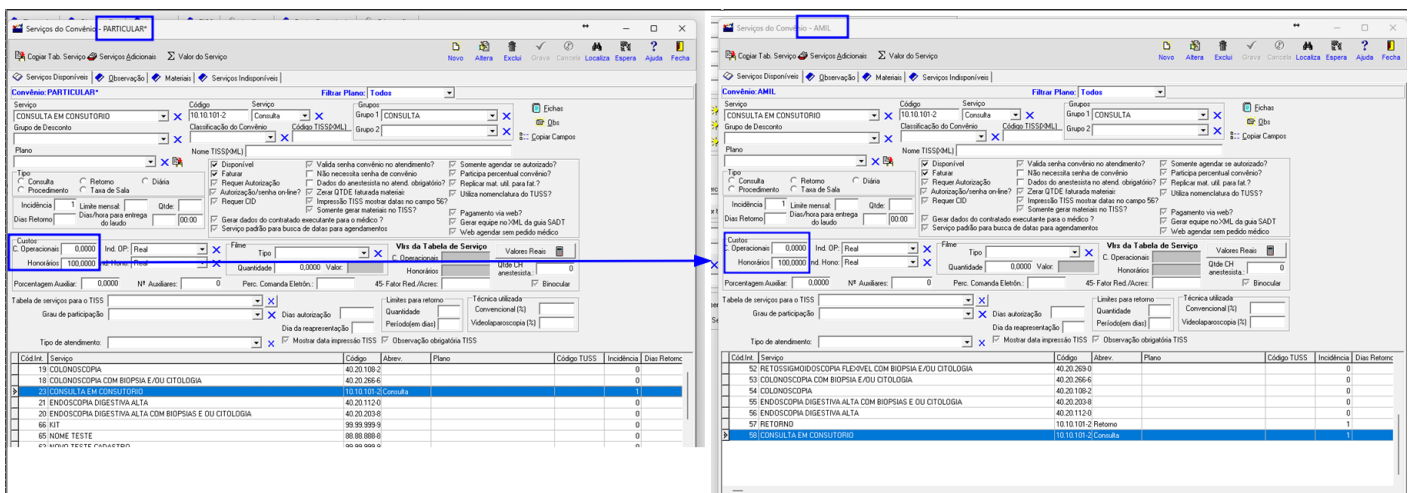 Serviços do Convênio - PARTICULAR*
Copiar Tab. Serviço Serviços Adicionais Σ Valor do Serviço
Novo Altera Exclui Grava Cancela Localiza Espera Ajuda Fecha
Serviços Disponíveis Observação Materiais Serviços Indisponíveis
Convênio: PARTICULAR* Filtrar Plano: Todos
Serviço Código Serviço Grupos
CONSULTA EM CONSUTORIO 10.10.101-2 Consulta Grupo 1 CONSULTA Fichas
Grupo de Desconto Classificação do Convênio Código TISS(XML) Grupo 2 Obs
Copiar Campos
Plano Nome TISS(XML)
Tipo
Consulta Retorno Diária
Procedimento Taxa de Sala
Disponível Valida senha convênio no atendimento? Somente agendar se autorizado?
Faturar Não necessita senha de convênio Participa percentual convênio?
Requer Autorização Dados do anestesista no atend. obrigatório? Replicar mat. util. para fat.?
Autorização/senha on-line? Zerar QTDE faturada materiais Utiliza nomenclatura do TUSS?
Requer CID Impressão TISS mostrar datas no campo 56?
Somente gerar materiais no TISS? Pagamento via web?
Gerar dados do contratado executante para o médico ? Gerar equipe no XML da guia SADT
Serviço padrão para busca de datas para agendamentos Web agendar sem pedido médico
Incidência 1 Limite mensal: Qtde:
Dias Retorno Dias/hora para entrega do laudo 00:00
Custos
C. Operacionais 0,0000 Ind. OP: Real
Honorários 100,0000 Ind. Hono: Real
Filme
Tipo
Quantidade 0,0000 Valor:
Vlrs da Tabela de Serviço
C. Operacionais Valores Reais
Honorários Qtde CH anestesista.: 0
Porcentagem Auxiliar: 0,0000 Nº Auxiliares: 0 Perc. Comanda Eletrôn.: 45- Fator Red./Acres: Binocular
Tabela de serviços para o TISS
Grau de participação Dias autorização
Dia da reapresentação
Limites para retorno
Quantidade
Período(em dias)
Técnica utilizada
Convencional (%)
Videolaparoscopia (%)
Tipo de atendimento: Mostrar data impressão TISS Observação obrigatória TISS
Cód.Int. Serviço Código Abrev. Plano Código TUSS Incidência Dias Retorno
19 COLONOSCOPIA 40.20.108-2 0
18 COLONOSCOPIA COM BIOPSIA E/OU CITOLOGIA 40.20.266-6 0
23 CONSULTA EM CONSUTORIO 10.10.101-2 Consulta 1
21 ENDOSCOPIA DIGESTIVA ALTA 40.20.112-0 0
20 ENDOSCOPIA DIGESTIVA ALTA COM BIOPSIAS E OU CITOLOGIA 40.20.203-8 0
66 KIT 99.99.999-9 0
65 NOME TESTE 88.88.888-8 0
63 NOVO TESTE CADASTRO 99.99.999-9 0
Serviços do Convênio - AMIL
Copiar Tab. Serviço Serviços Adicionais Σ Valor do Serviço
Novo Altera Exclui Grava Cancela Localiza Espera Ajuda Fecha
Serviços Disponíveis Observação Materiais Serviços Indisponíveis
Convênio: AMIL Filtrar Plano: Todos
Serviço Código Serviço Grupos
CONSULTA EM CONSUTORIO 10.10.101-2 Consulta Grupo 1 CONSULTA Fichas
Grupo de Desconto Classificação do Convênio Código TISS(XML) Grupo 2 Obs
Copiar Campos
Plano Nome TISS(XML)
Tipo
Consulta Retorno Diária
Procedimento Taxa de Sala
Disponível Valida senha convênio no atendimento? Somente agendar se autorizado?
Faturar Não necessita senha de convênio Participa percentual convênio?
Requer Autorização Dados do anestesista no atend. obrigatório? Replicar mat. util. para fat.?
Autorização/senha on-line? Zerar QTDE faturada materiais Utiliza nomenclatura do TUSS?
Requer CID Impressão TISS mostrar datas no campo 56?
Somente gerar materiais no TISS? Pagamento via web?
Gerar dados do contratado executante para o médico ? Gerar equipe no XML da guia SADT
Serviço padrão para busca de datas para agendamentos Web agendar sem pedido médico
Incidência 1 Limite mensal: Qtde:
Dias Retorno Dias/hora para entrega do laudo 00:00
Custos
C. Operacionais 0,0000 Ind. OP: Real
Honorários 100,0000 Ind. Hono: Real
Filme
Tipo
Quantidade 0,0000 Valor:
Vlrs da Tabela de Serviço
C. Operacionais Valores Reais
Honorários Qtde CH anestesista.: 0
Porcentagem Auxiliar: 0,0000 Nº Auxiliares: 0 Perc. Comanda Eletrôn.: 45- Fator Red./Acres: Binocular
Tabela de serviços para o TISS
Grau de participação Dias autorização
Dia da reapresentação
Limites para retorno
Quantidade
Período(em dias)
Técnica utilizada
Convencional (%)
Videolaparoscopia (%)
Tipo de atendimento: Mostrar data impressão TISS Observação obrigatória TISS
Cód.Int. Serviço Código Abrev. Plano Código TUSS Incidência Dias Retorno
52 RETOSSIGMOIDOSCOPIA FLEXIVEL COM BIOPSIA E/OU CITOLOGIA 40.20.269-0 0
53 COLONOSCOPIA COM BIOPSIA E/OU CITOLOGIA 40.20.266-6 0
54 COLONOSCOPIA 40.20.108-2 0
55 ENDOSCOPIA DIGESTIVA ALTA COM BIOPSIAS E OU CITOLOGIA 40.20.203-8 0
56 ENDOSCOPIA DIGESTIVA ALTA 40.20.112-0 0
57 RETORNO 10.10.101-2 Retorno 1
58 CONSULTA EM CONSUTORIO 10.10.101-2 Consulta 1